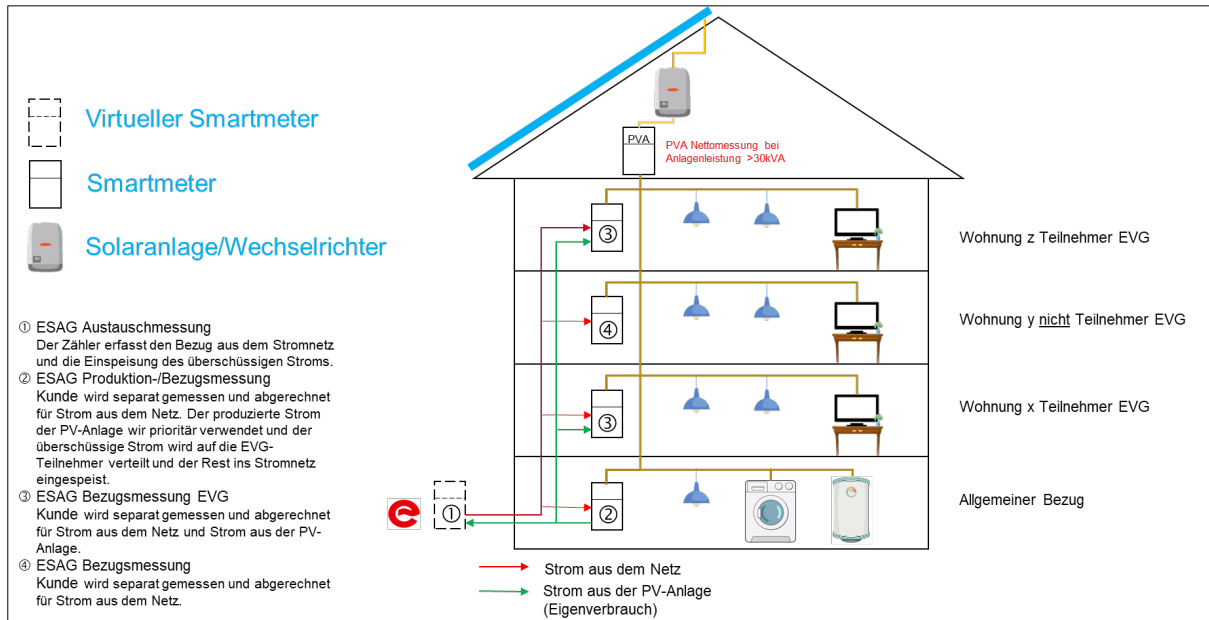 Virtueller Smartmeter
Smartmeter
Solaranlage/Wechselrichter
① ESAG Austauschmessung
Der Zähler erfasst den Bezug aus dem Stromnetz
und die Einspeisung des überschüssigen Stroms.
② ESAG Produktion-/Bezugsmessung
Kunde wird separat gemessen und abgerechnet
für Strom aus dem Netz. Der produzierte Strom
der PV-Anlage wir prioritär verwendet und der
überschüssige Strom wird auf die EVG-
Teilnehmer verteilt und der Rest ins Stromnetz
eingespeist.
③ ESAG Bezugsmessung EVG
Kunde wird separat gemessen und abgerechnet
für Strom aus dem Netz und Strom aus der PV-
Anlage.
④ ESAG Bezugsmessung
Kunde wird separat gemessen und abgerechnet
für Strom aus dem Netz.
PVA
PVA Nettomessung bei
Anlagenleistung >30kVA
③
Wohnung z Teilnehmer EVG
④
Wohnung y nicht Teilnehmer EVG
③
Wohnung x Teilnehmer EVG
e
①
②
Allgemeiner Bezug
Strom aus dem Netz
Strom aus der PV-Anlage
(Eigenverbrauch)